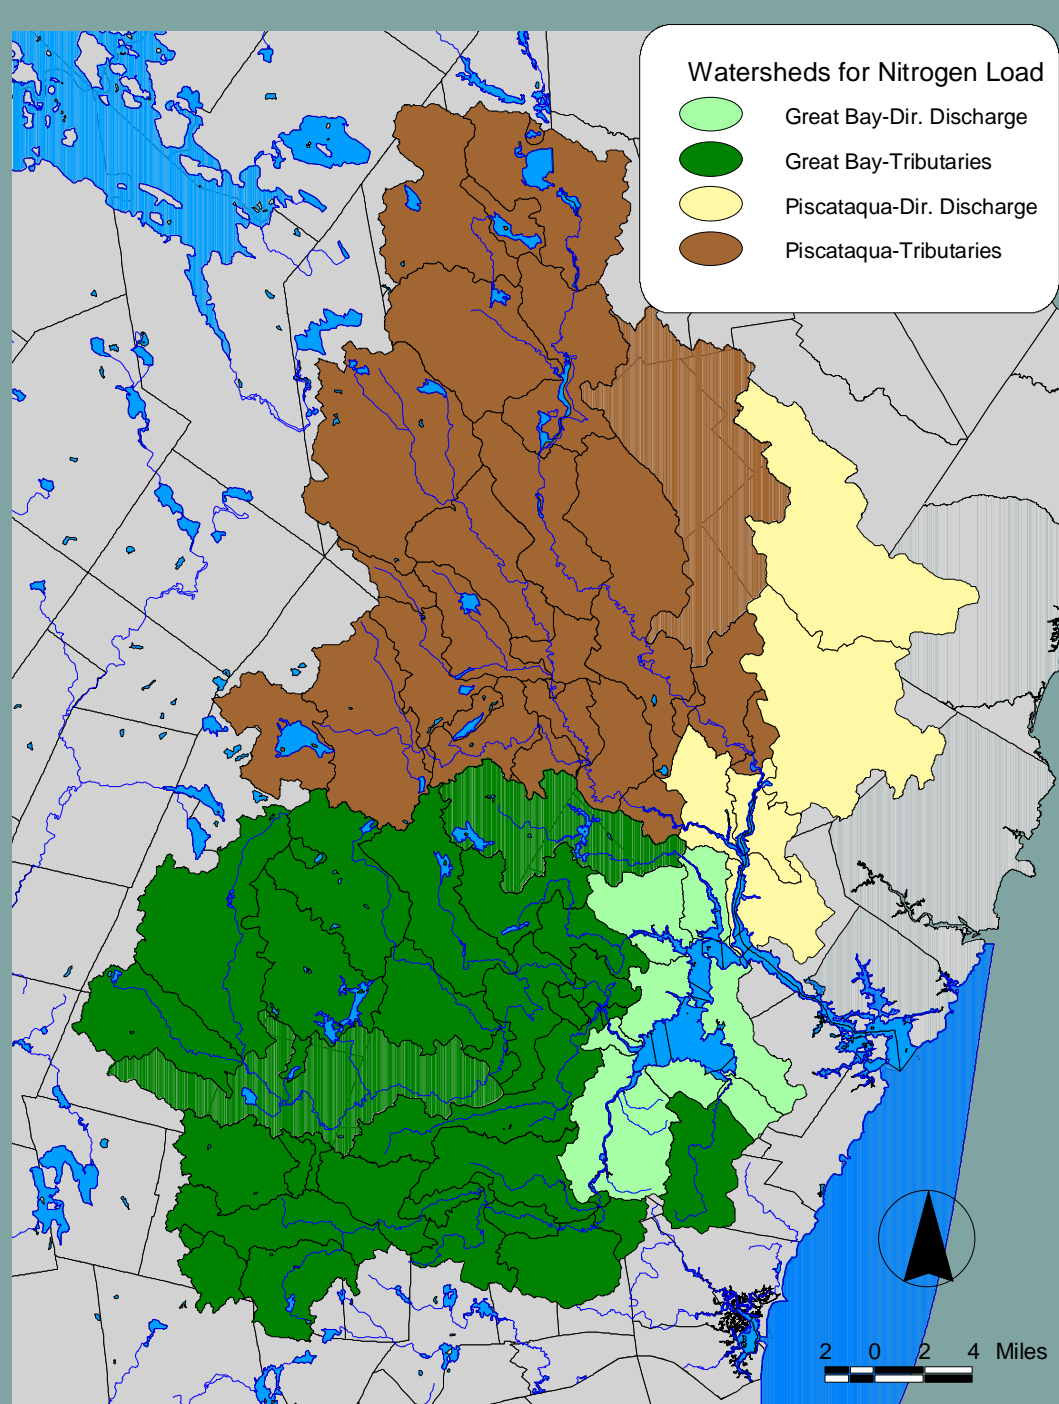 Watersheds for Nitrogen Load
Great Bay-Dir. Discharge
Great Bay-Tributaries
Piscataqua-Dir. Discharge
Piscataqua-Tributaries
2 0 2 4 Miles